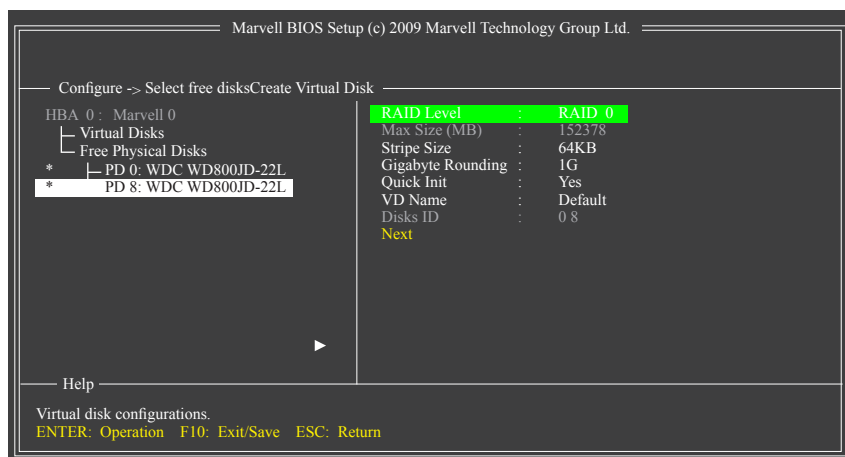 Marvell BIOS Setup (c) 2009 Marvell Technology Group Ltd.
Configure -> Select free disksCreate Virtual Disk
HBA 0 : Marvell 0
Virtual Disks
Free Physical Disks
* PD 0: WDC WD800JD-22L
* PD 8: WDC WD800JD-22L
RAID Level : RAID 0
Max Size (MB) : 152378
Stripe Size : 64KB
Gigabyte Rounding : 1G
Quick Init : Yes
VD Name : Default
Disks ID : 0 8
Next
Help
Virtual disk configurations.
ENTER: Operation F10: Exit/Save ESC: Return